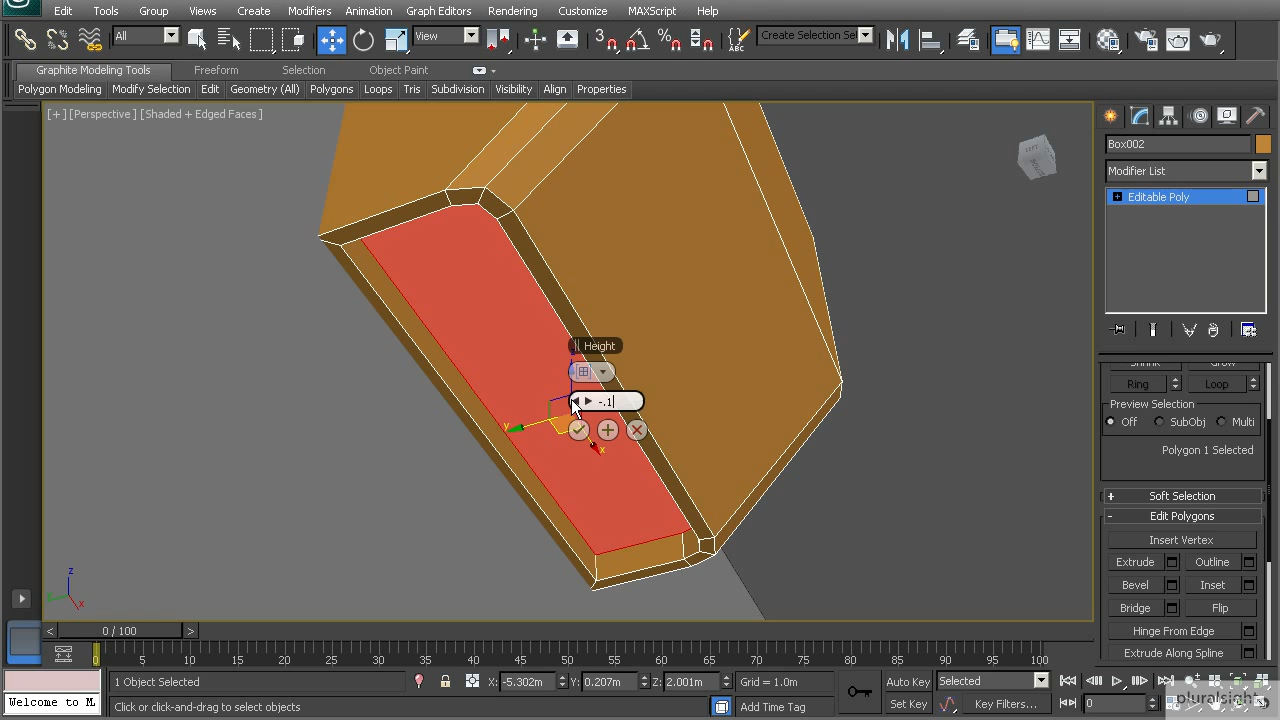 Edit Tools Group Views Create Modifiers Animation Graph Editors Rendering Customize MAXScript Help
All View Create Selection Se
3 % ABC
Graphite Modeling Tools Freeform Selection Object Paint
Polygon Modeling Modify Selection Edit Geometry (All) Polygons Loops Tris Subdivision Visibility Align Properties
[+] [Perspective] [Shaded + Edged Faces]
Box002
Modifier List
Editable Poly
Height
-.1
y
x
Shrink Grow
Ring Loop
Preview Selection
Off SubObj Multi
Polygon 1 Selected
+ Soft Selection
- Edit Polygons
Insert Vertex
Extrude Outline
Bevel Inset
Bridge Flip
Hinge From Edge
Extrude Along Spline
z
x
< 0 / 100 >
0 5 10 15 20 25 30 35 40 45 50 55 60 65 70 75 80 85 90 95 100
1 Object Selected X: -5.302m Y: 0.207m Z: 2.001m Grid = 1.0m Auto Key Selected
Welcome to M Click or click-and-drag to select objects Add Time Tag Set Key Key Filters... 0
pluralsight